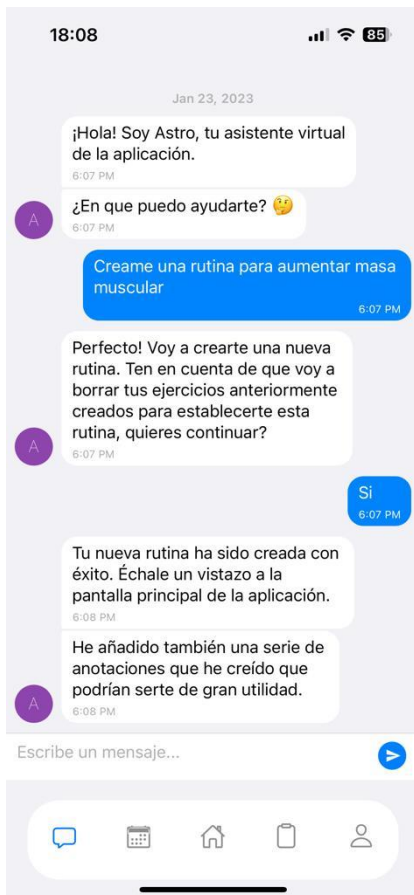 18:08
85
Jan 23, 2023
¡Hola! Soy Astro, tu asistente virtual
de la aplicación.
6:07 PM
¿En que puedo ayudarte? 🤔
A
6:07 PM
Creame una rutina para aumentar masa
muscular
6:07 PM
Perfecto! Voy a crearte una nueva
rutina. Ten en cuenta de que voy a
borrar tus ejercicios anteriormente
creados para establecerte esta
rutina, quieres continuar?
A
6:07 PM
Si
6:07 PM
Tu nueva rutina ha sido creada con
éxito. Échale un vistazo a la
pantalla principal de la aplicación.
6:08 PM
He añadido también una serie de
anotaciones que he creído que
podrían serte de gran utilidad.
A
6:08 PM
Escribe un mensaje...